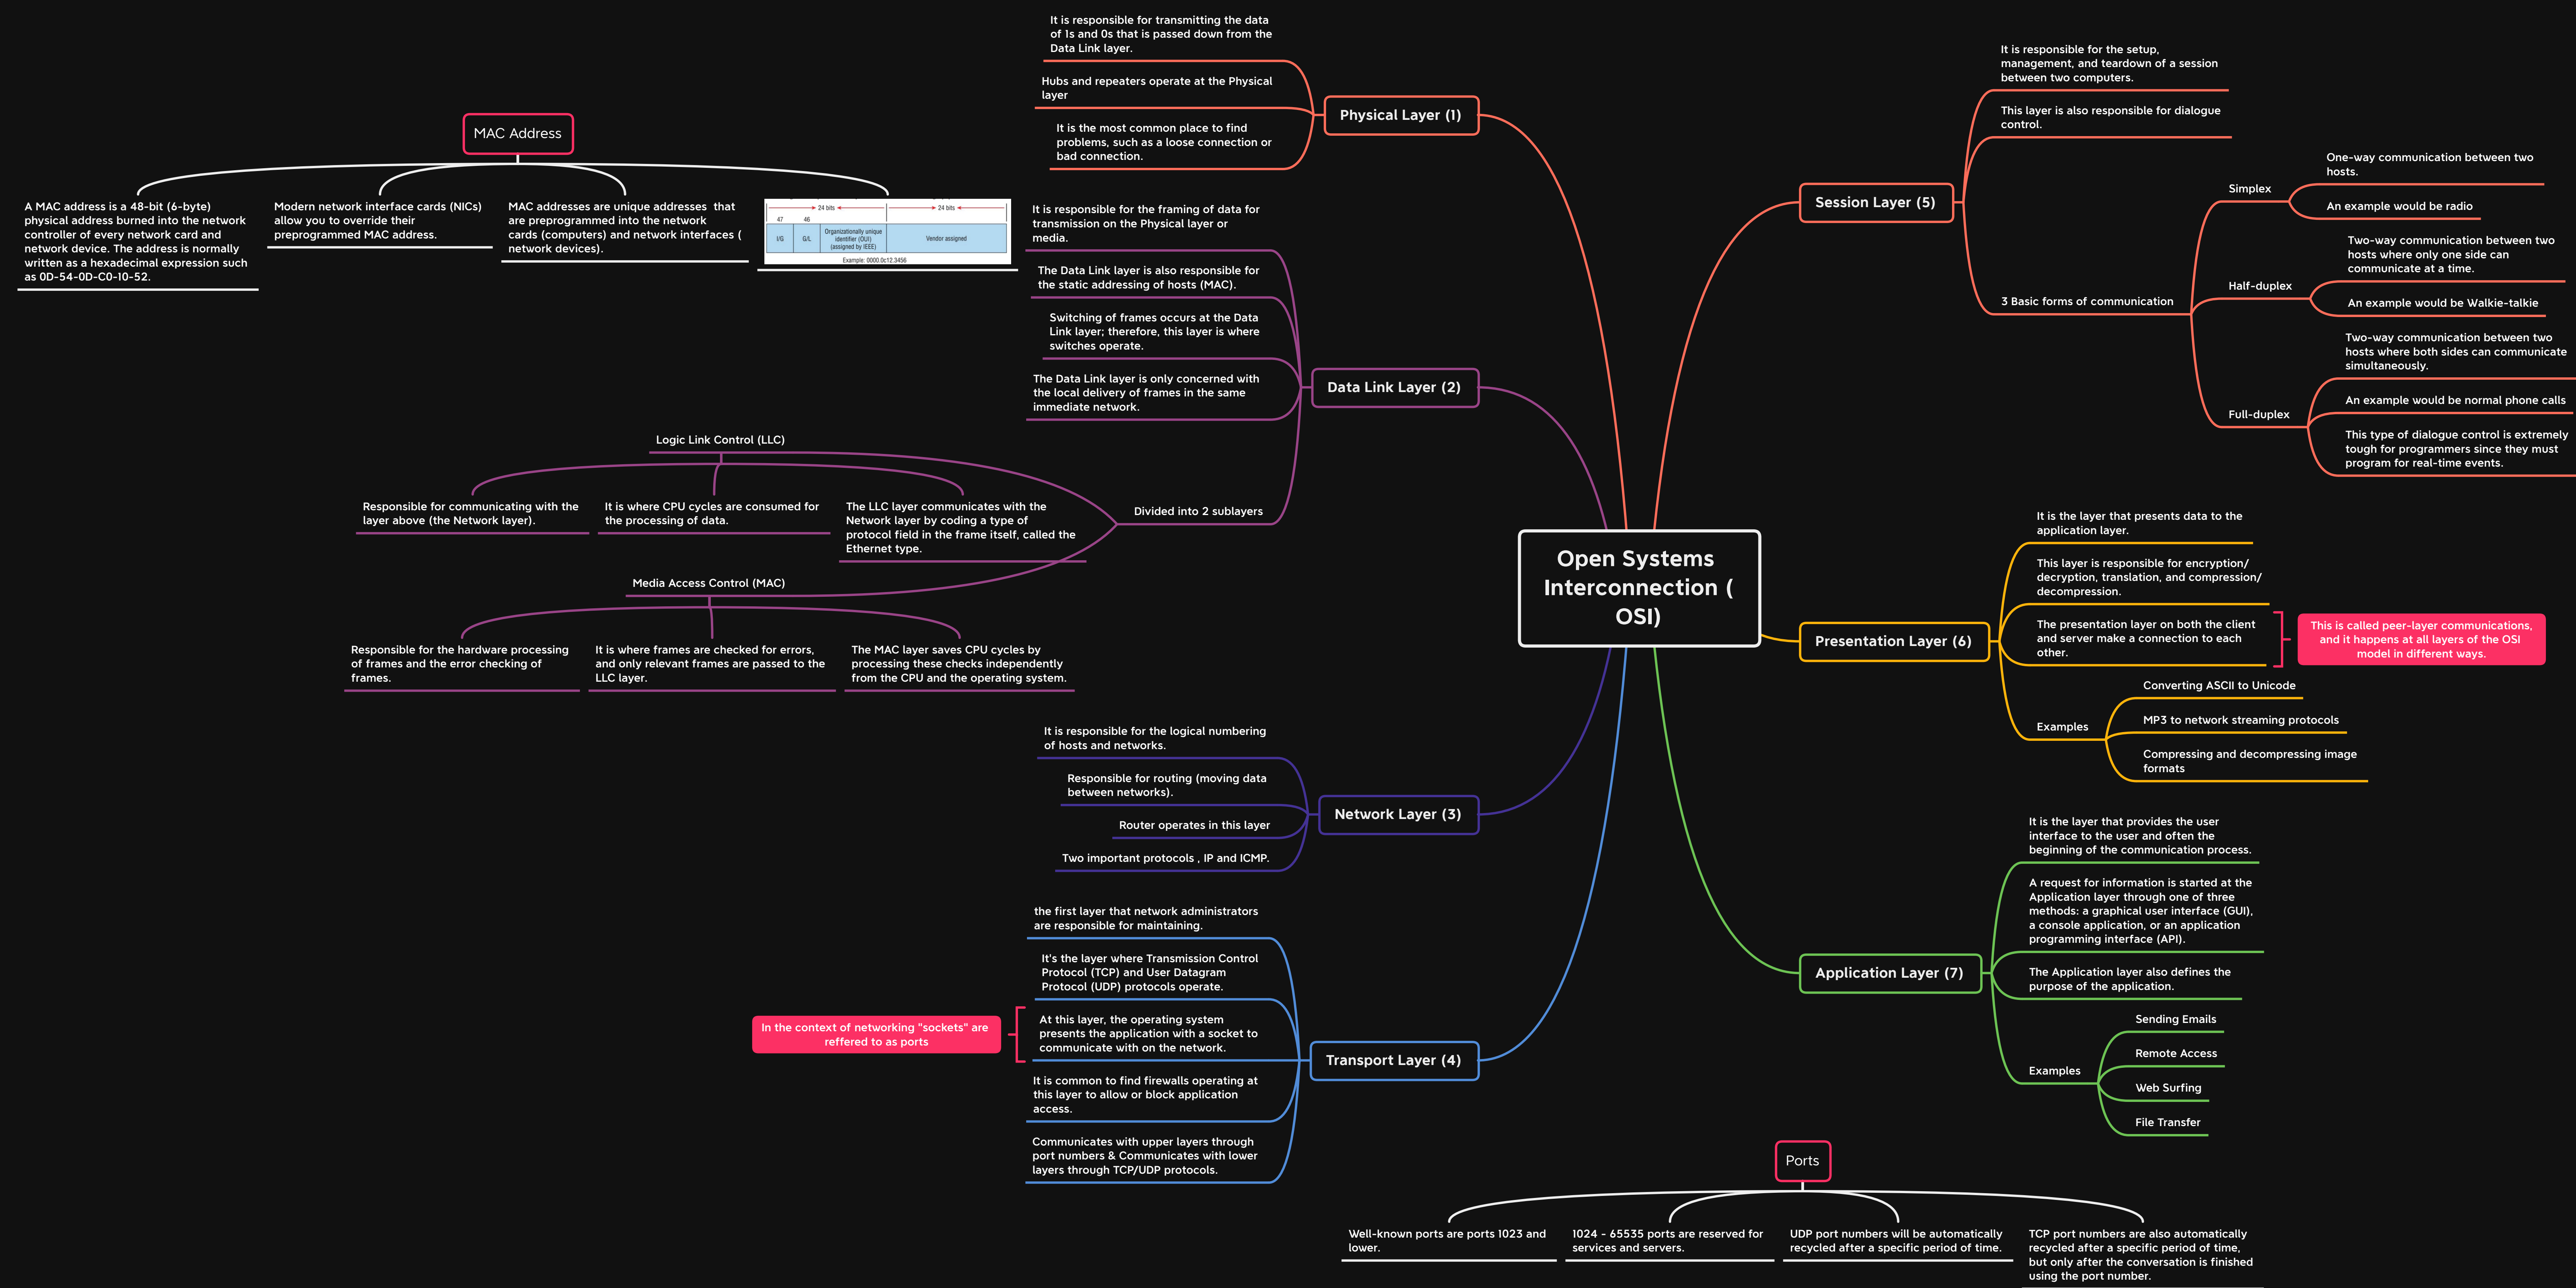 Open Systems
Interconnection (
OSI)
Physical Layer (1)
It is responsible for transmitting the data
of 1s and 0s that is passed down from the
Data Link layer.
Hubs and repeaters operate at the Physical
layer
It is the most common place to find
problems, such as a loose connection or
bad connection.
MAC Address
A MAC address is a 48-bit (6-byte)
physical address burned into the network
controller of every network card and
network device. The address is normally
written as a hexadecimal expression such
as 0D-54-0D-C0-10-52.
Modern network interface cards (NICs)
allow you to override their
preprogrammed MAC address.
MAC addresses are unique addresses  that
are preprogrammed into the network
cards (computers) and network interfaces (
network devices).
24 bits
24 bits
47
46
I/G
G/L
Organizationally unique
identifier (OUI)
(assigned by IEEE)
Vendor assigned
Example: 0000.0c12.3456
Data Link Layer (2)
It is responsible for the framing of data for
transmission on the Physical layer or
media.
The Data Link layer is also responsible for
the static addressing of hosts (MAC).
Switching of frames occurs at the Data
Link layer; therefore, this layer is where
switches operate.
The Data Link layer is only concerned with
the local delivery of frames in the same
immediate network.
Divided into 2 sublayers
Logic Link Control (LLC)
Responsible for communicating with the
layer above (the Network layer).
It is where CPU cycles are consumed for
the processing of data.
The LLC layer communicates with the
Network layer by coding a type of
protocol field in the frame itself, called the
Ethernet type.
Media Access Control (MAC)
Responsible for the hardware processing
of frames and the error checking of
frames.
It is where frames are checked for errors,
and only relevant frames are passed to the
LLC layer.
The MAC layer saves CPU cycles by
processing these checks independently
from the CPU and the operating system.
Network Layer (3)
It is responsible for the logical numbering
of hosts and networks.
Responsible for routing (moving data
between networks).
Router operates in this layer
Two important protocols , IP and ICMP.
Transport Layer (4)
the first layer that network administrators
are responsible for maintaining.
It's the layer where Transmission Control
Protocol (TCP) and User Datagram
Protocol (UDP) protocols operate.
At this layer, the operating system
presents the application with a socket to
communicate with on the network.
In the context of networking "sockets" are
reffered to as ports
It is common to find firewalls operating at
this layer to allow or block application
access.
Communicates with upper layers through
port numbers & Communicates with lower
layers through TCP/UDP protocols.
Session Layer (5)
It is responsible for the setup,
management, and teardown of a session
between two computers.
This layer is also responsible for dialogue
control.
3 Basic forms of communication
Simplex
One-way communication between two
hosts.
An example would be radio
Half-duplex
Two-way communication between two
hosts where only one side can
communicate at a time.
An example would be Walkie-talkie
Full-duplex
Two-way communication between two
hosts where both sides can communicate
simultaneously.
An example would be normal phone calls
This type of dialogue control is extremely
tough for programmers since they must
program for real-time events.
Presentation Layer (6)
It is the layer that presents data to the
application layer.
This layer is responsible for encryption/
decryption, translation, and compression/
decompression.
The presentation layer on both the client
and server make a connection to each
other.
This is called peer-layer communications,
and it happens at all layers of the OSI
model in different ways.
Examples
Converting ASCII to Unicode
MP3 to network streaming protocols
Compressing and decompressing image
formats
Application Layer (7)
It is the layer that provides the user
interface to the user and often the
beginning of the communication process.
A request for information is started at the
Application layer through one of three
methods: a graphical user interface (GUI),
a console application, or an application
programming interface (API).
The Application layer also defines the
purpose of the application.
Examples
Sending Emails
Remote Access
Web Surfing
File Transfer
Ports
Well-known ports are ports 1023 and
lower.
1024 - 65535 ports are reserved for
services and servers.
UDP port numbers will be automatically
recycled after a specific period of time.
TCP port numbers are also automatically
recycled after a specific period of time,
but only after the conversation is finished
using the port number.